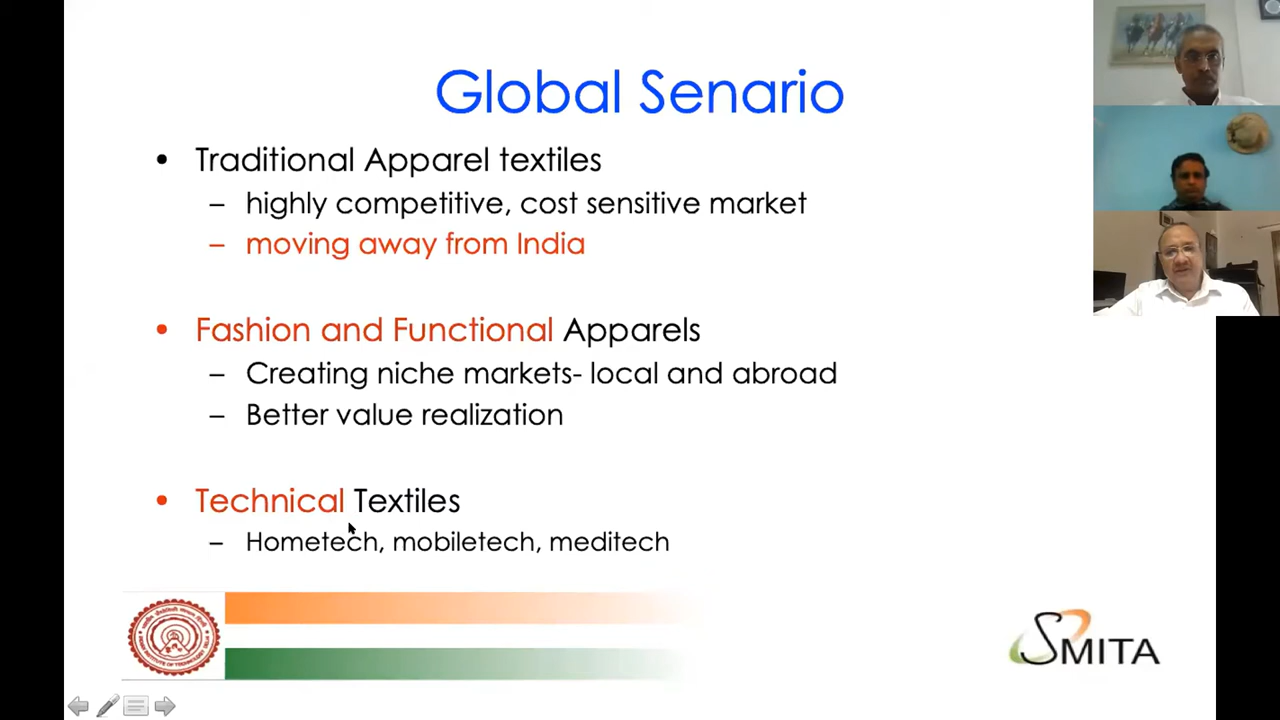 Global Senario
• Traditional Apparel textiles
– highly competitive, cost sensitive market
– moving away from India
• Fashion and Functional Apparels
– Creating niche markets- local and abroad
– Better value realization
• Technical Textiles
– Hometech, mobiletech, meditech
SMITA